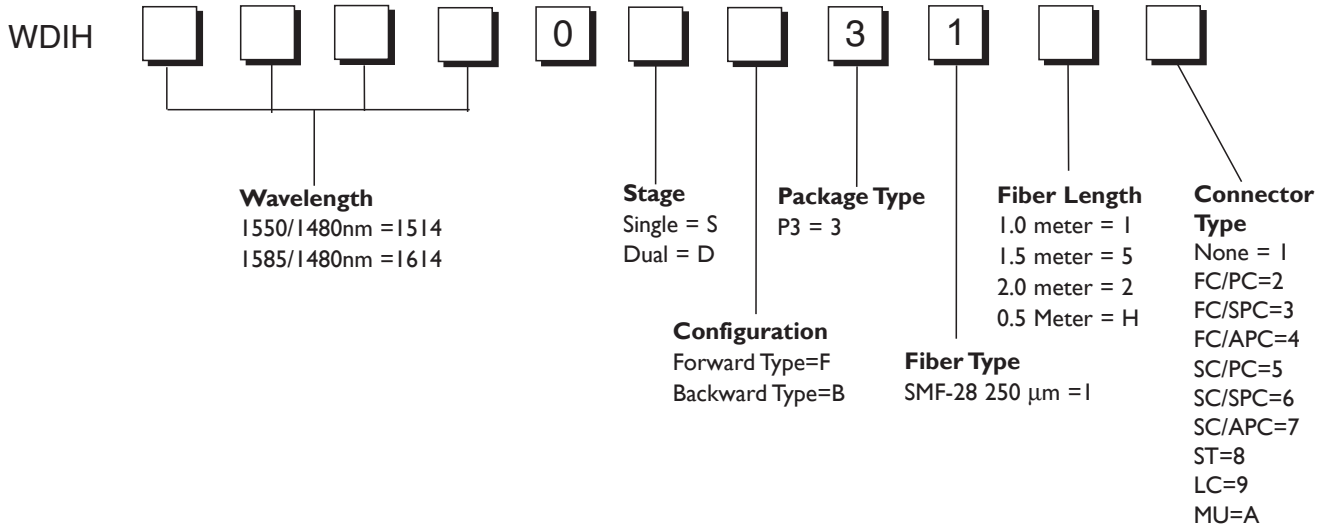 WDIH 0 3 1
Wavelength
1550/1480nm =1514
1585/1480nm =1614
Stage
Single = S
Dual = D
Configuration
Forward Type=F
Backward Type=B
Package Type
P3 = 3
Fiber Type
SMF-28 250 μm =1
Fiber Length
1.0 meter = 1
1.5 meter = 5
2.0 meter = 2
0.5 Meter = H
Connector
Type
None = 1
FC/PC=2
FC/SPC=3
FC/APC=4
SC/PC=5
SC/SPC=6
SC/APC=7
ST=8
LC=9
MU=A